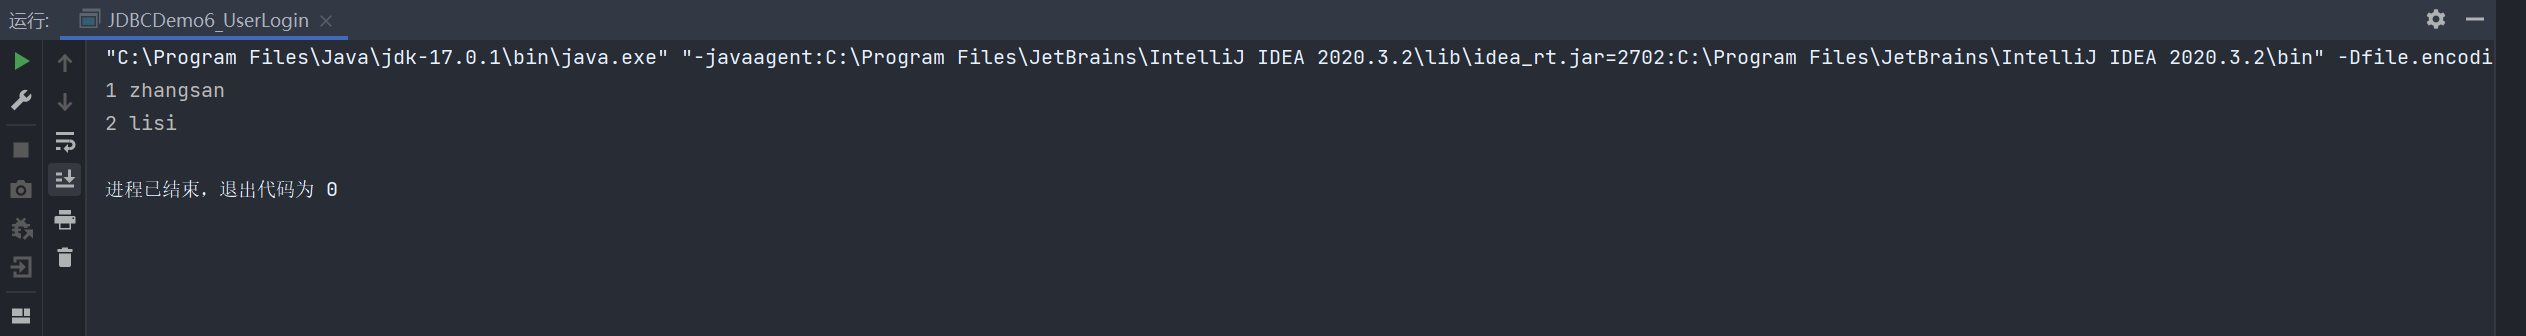 运行: JDBCDemo6_UserLogin
"C:\Program Files\Java\jdk-17.0.1\bin\java.exe" "-javaagent:C:\Program Files\JetBrains\IntelliJ IDEA 2020.3.2\lib\idea_rt.jar=2702:C:\Program Files\JetBrains\IntelliJ IDEA 2020.3.2\bin" -Dfile.encodi
1 zhangsan
2 lisi
进程已结束，退出代码为 0